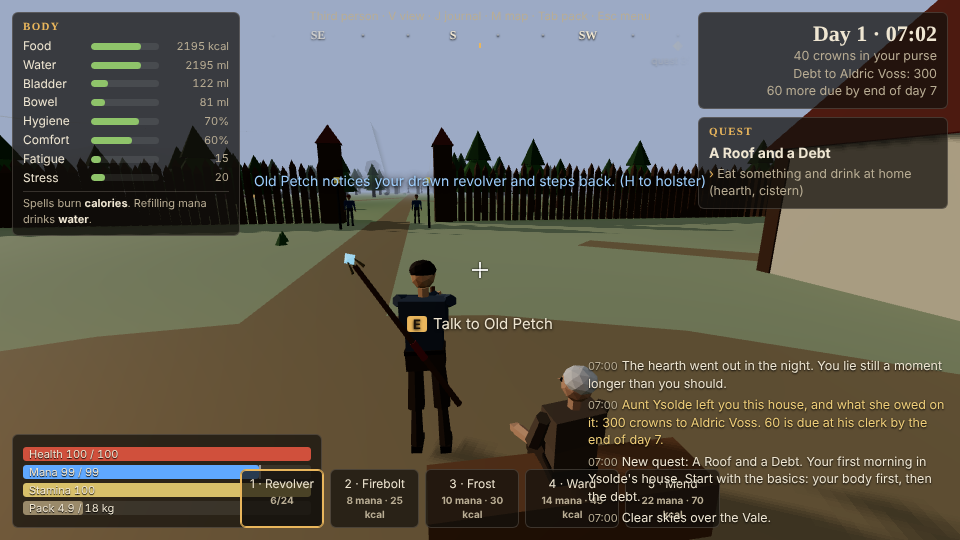 BODY
Food 2195 kcal
Water 2195 ml
Bladder 122 ml
Bowel 81 ml
Hygiene 70%
Comfort 60%
Fatigue 15
Stress 20
Spells burn calories. Refilling mana
drinks water.
SE S SW
Day 1 · 07:02
40 crowns in your purse
Debt to Aldric Voss: 300
60 more due by end of day 7
QUEST
A Roof and a Debt
› Eat something and drink at home
(hearth, cistern)
Old Petch notices your drawn revolver and steps back. (H to holster)
E Talk to Old Petch
07:00 The hearth went out in the night. You lie still a moment
longer than you should.
07:00 Aunt Ysolde left you this house, and what she owed on
it: 300 crowns to Aldric Voss. 60 is due at his clerk by the
end of day 7.
07:00 New quest: A Roof and a Debt. Your first morning in
Ysolde's house. Start with the basics: your body first, then
the debt.
07:00 Clear skies over the Vale.
Health 100 / 100
Mana 99 / 99
Stamina 100
Pack 4.9 / 18 kg
1 · Revolver
6/24
2 · Firebolt
8 mana · 25
kcal
3 · Frost
10 mana · 30
kcal
4 · Ward
14 mana · 45
kcal
5 · Mend
22 mana · 70
kcal